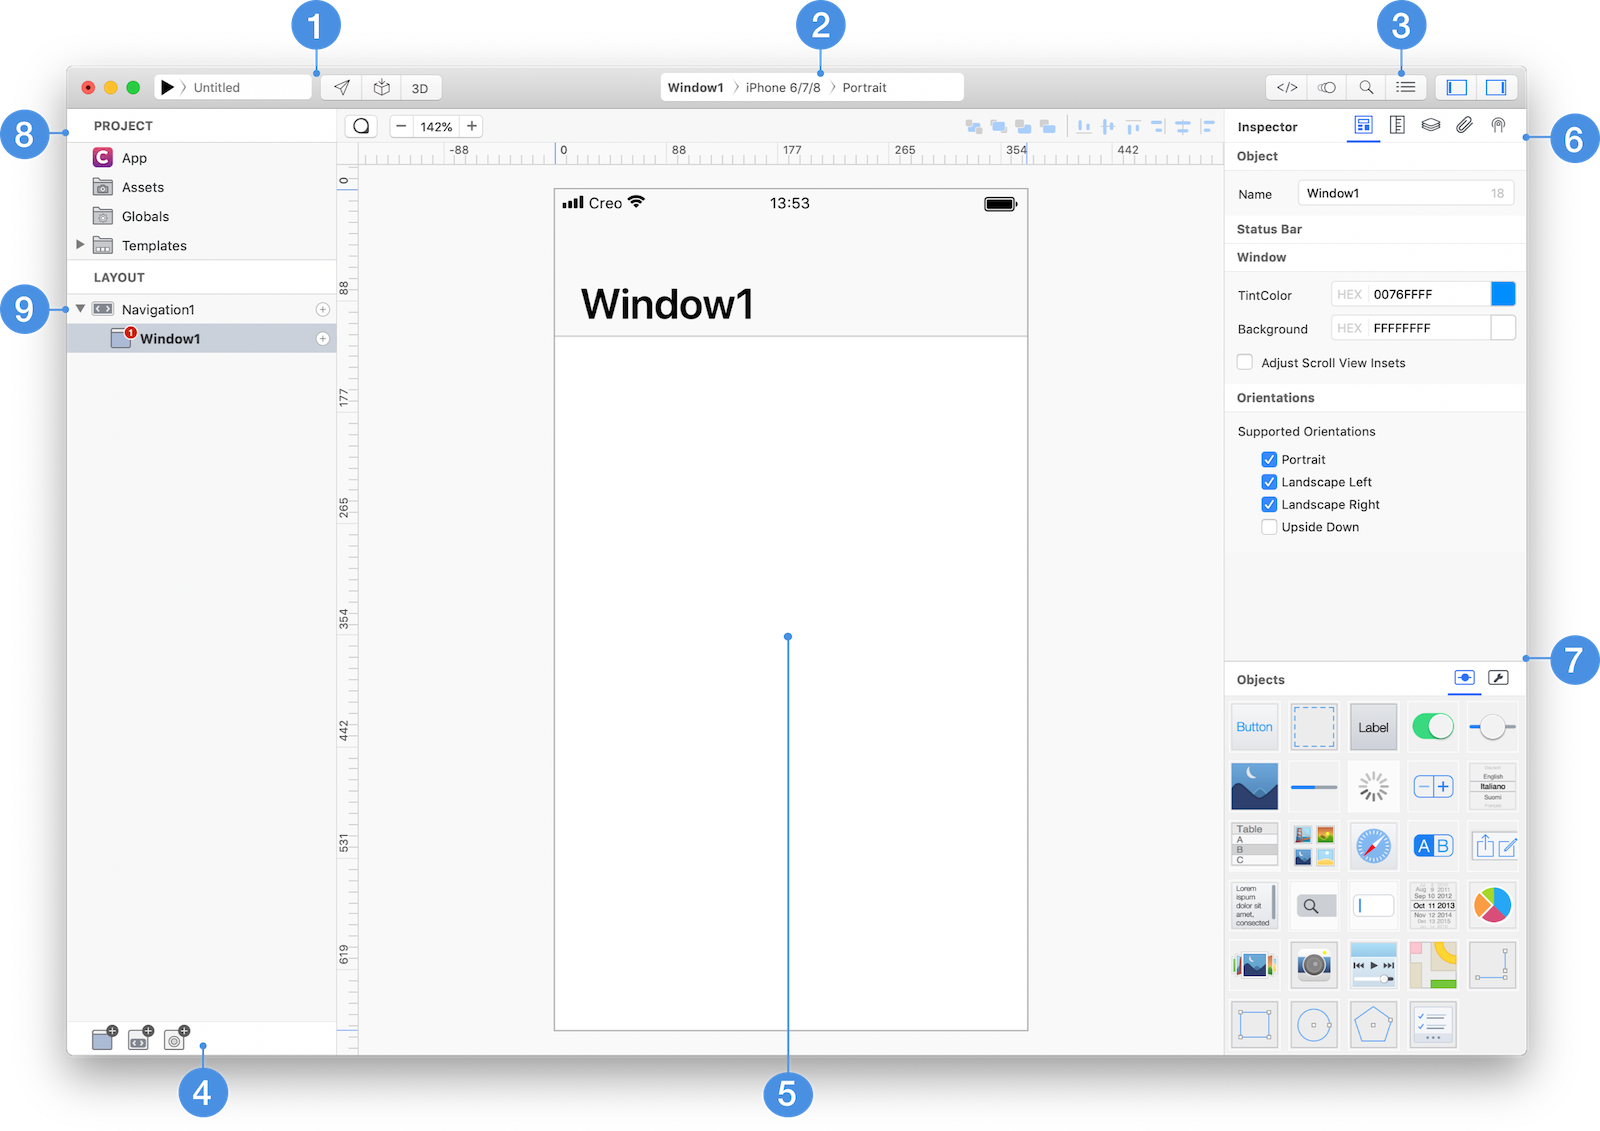 1
2
3
Untitled
3D
Window1 〉 iPhone 6/7/8 〉 Portrait
</>
8
PROJECT
App
Assets
Globals
Templates
9
LAYOUT
Navigation1
1
Window1
4
− 142% +
-88 0 88 177 265 354 442
0
88
177
265
354
442
531
619
Creo 13:53
Window1
5
6
Inspector
Object
Name Window1 18
Status Bar
Window
TintColor HEX 0076FFFF
Background HEX FFFFFFFF
Adjust Scroll View Insets
Orientations
Supported Orientations
Portrait
Landscape Left
Landscape Right
Upside Down
7
Objects
Button
Label
English
Italiano
Suomi
Table
A
B
C
A B
Lorem
ispum
dolor sit
amet,
consected
Aug 9 2011
Sep 10 2012
Oct 11 2013
Nov 12 2014
Dec 13 2015